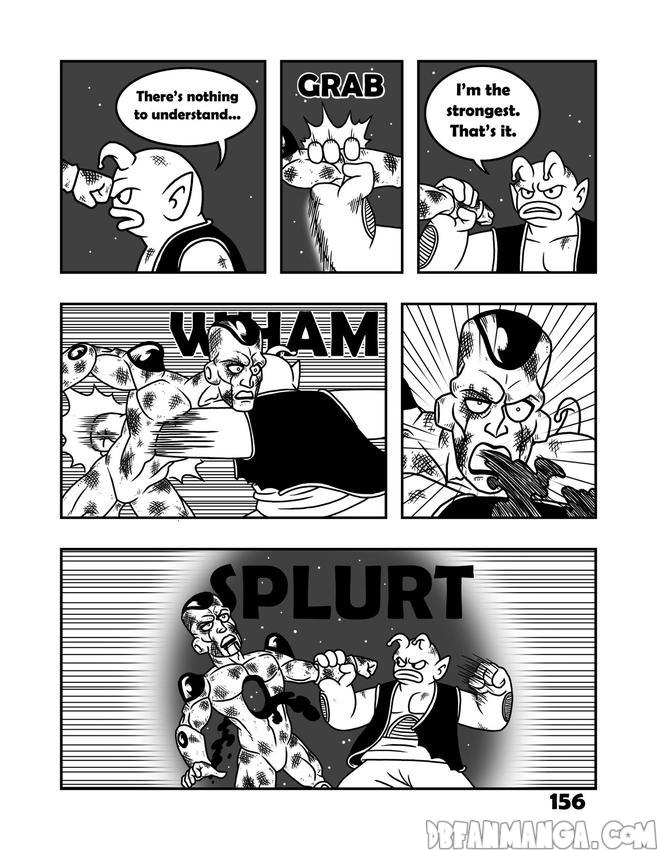 There's nothing
to understand...
GRAB
I'm the
strongest.
That's it.
WHAM
SPLURT
156
DBFANMANGA.COM